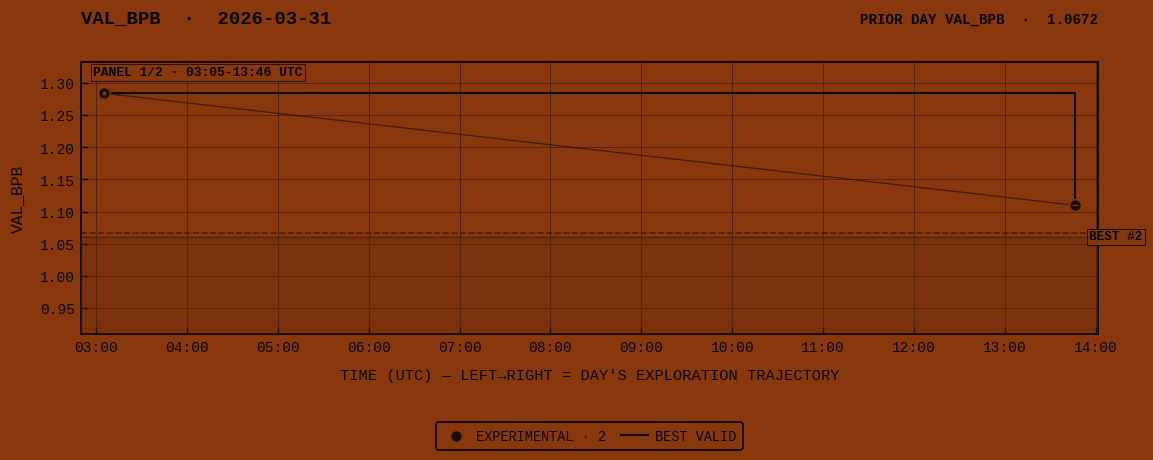 VAL_BPB · 2026-03-31
PRIOR DAY VAL_BPB · 1.0672
PANEL 1/2 · 03:05-13:46 UTC
1.30
1.25
1.20
1.15
1.10
1.05
1.00
0.95
VAL_BPB
BEST #2
03:00 04:00 05:00 06:00 07:00 08:00 09:00 10:00 11:00 12:00 13:00 14:00
TIME (UTC) — LEFT→RIGHT = DAY'S EXPLORATION TRAJECTORY
EXPERIMENTAL · 2 BEST VALID